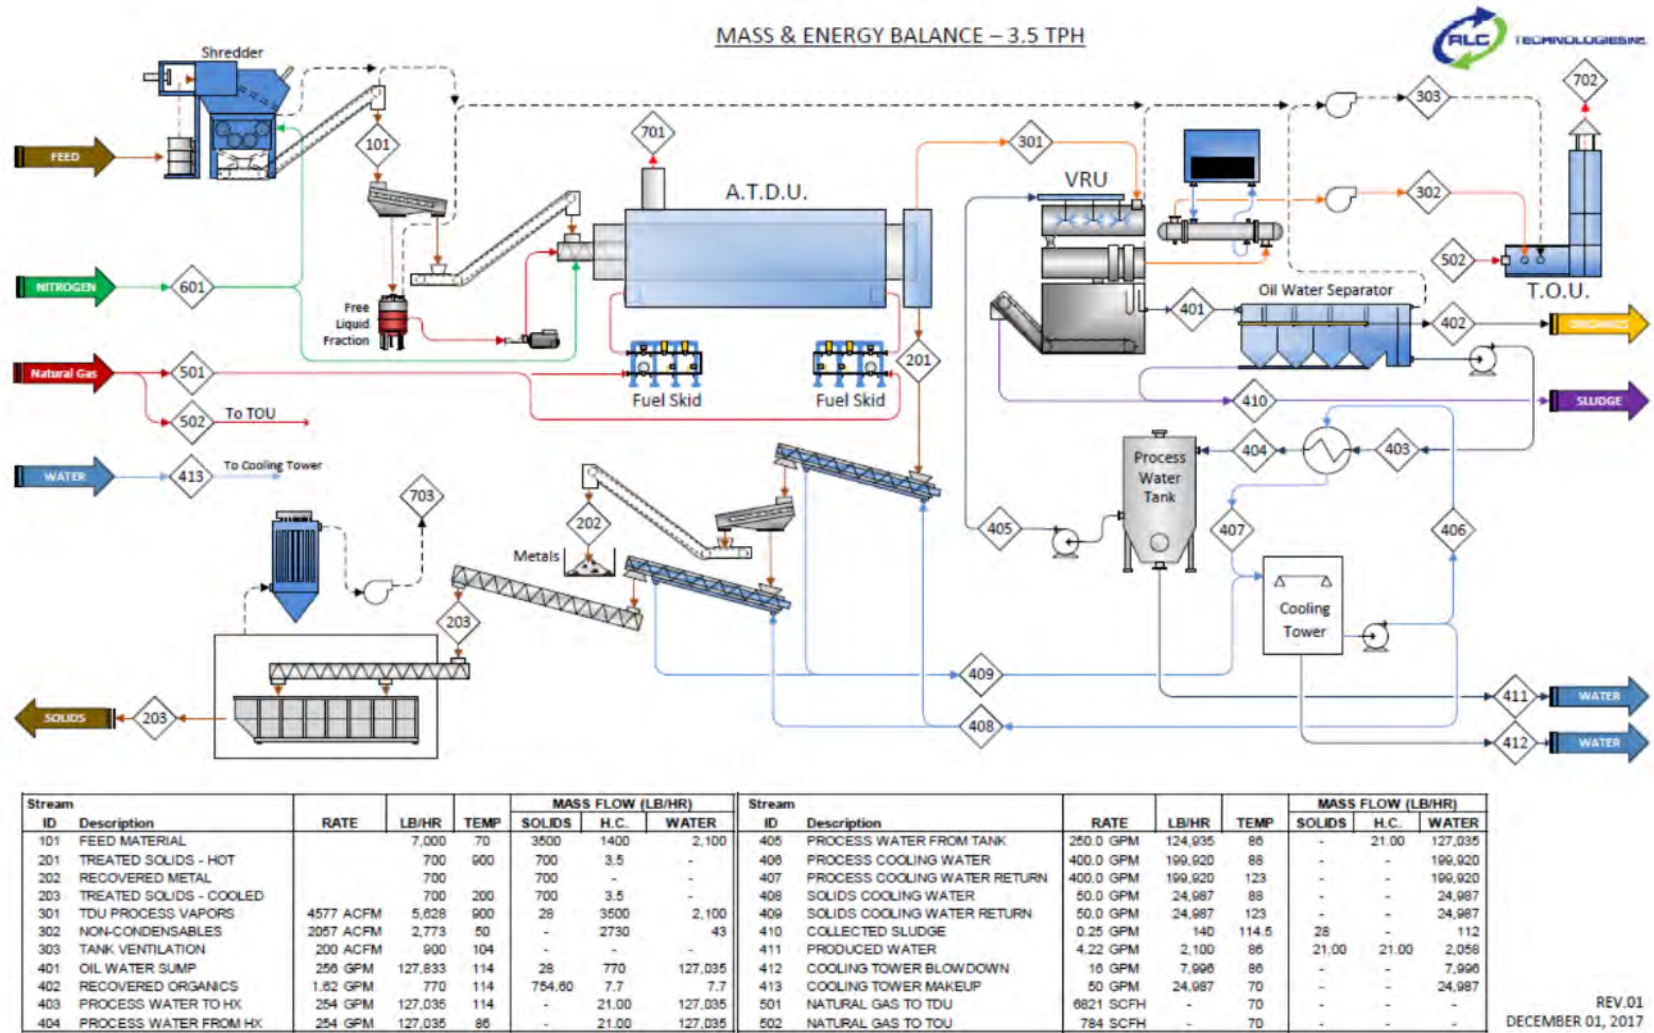 MASS & ENERGY BALANCE – 3.5 TPH
RLC TECHNOLOGIES INC.
Shredder
702
303
101
701
301
FEED
A.T.D.U.
VRU
302
NITROGEN
601
502
T.O.U.
Oil Water Separator
Free
Liquid
Fraction
401
402
ORGANICS
Natural Gas
501
201
Fuel Skid
Fuel Skid
410
SLUDGE
502
To TOU
404
403
Process
Water
Tank
WATER
413
To Cooling Tower
703
202
405
407
406
Metals
Cooling
Tower
203
409
411
WATER
SOLIDS
203
408
412
WATER
Stream MASS FLOW (LB/HR)
ID Description RATE LB/HR TEMP SOLIDS H.C. WATER
101 FEED MATERIAL 7,000 70 3500 1400 2,100
201 TREATED SOLIDS - HOT 700 900 700 3.5 -
202 RECOVERED METAL 700 700 - -
203 TREATED SOLIDS - COOLED 700 200 700 3.5 -
301 TDU PROCESS VAPORS 4577 ACFM 5,628 900 28 3500 2,100
302 NON-CONDENSABLES 2057 ACFM 2,773 50 - 2730 43
303 TANK VENTILATION 200 ACFM 900 104 - - -
401 OIL WATER SUMP 256 GPM 127,833 114 28 770 127,035
402 RECOVERED ORGANICS 1.62 GPM 770 114 754.60 7.7 7.7
403 PROCESS WATER TO HX 254 GPM 127,035 114 - 21.00 127,035
404 PROCESS WATER FROM HX 254 GPM 127,035 86 - 21.00 127,035
Stream MASS FLOW (LB/HR)
ID Description RATE LB/HR TEMP SOLIDS H.C. WATER
405 PROCESS WATER FROM TANK 250.0 GPM 124,935 86 - 21.00 127,035
406 PROCESS COOLING WATER 400.0 GPM 199,920 88 - - 199,920
407 PROCESS COOLING WATER RETURN 400.0 GPM 199,920 123 - - 199,920
408 SOLIDS COOLING WATER 50.0 GPM 24,987 88 - - 24,987
409 SOLIDS COOLING WATER RETURN 50.0 GPM 24,987 123 - - 24,987
410 COLLECTED SLUDGE 0.25 GPM 140 114.5 28 - 112
411 PRODUCED WATER 4.22 GPM 2,100 86 21.00 21.00 2,058
412 COOLING TOWER BLOWDOWN 16 GPM 7,996 86 - - 7,996
413 COOLING TOWER MAKEUP 50 GPM 24,987 70 - - 24,987
501 NATURAL GAS TO TDU 6821 SCFH - 70 - - -
502 NATURAL GAS TO TOU 784 SCFH - 70 - - -
REV.01
DECEMBER 01, 2017